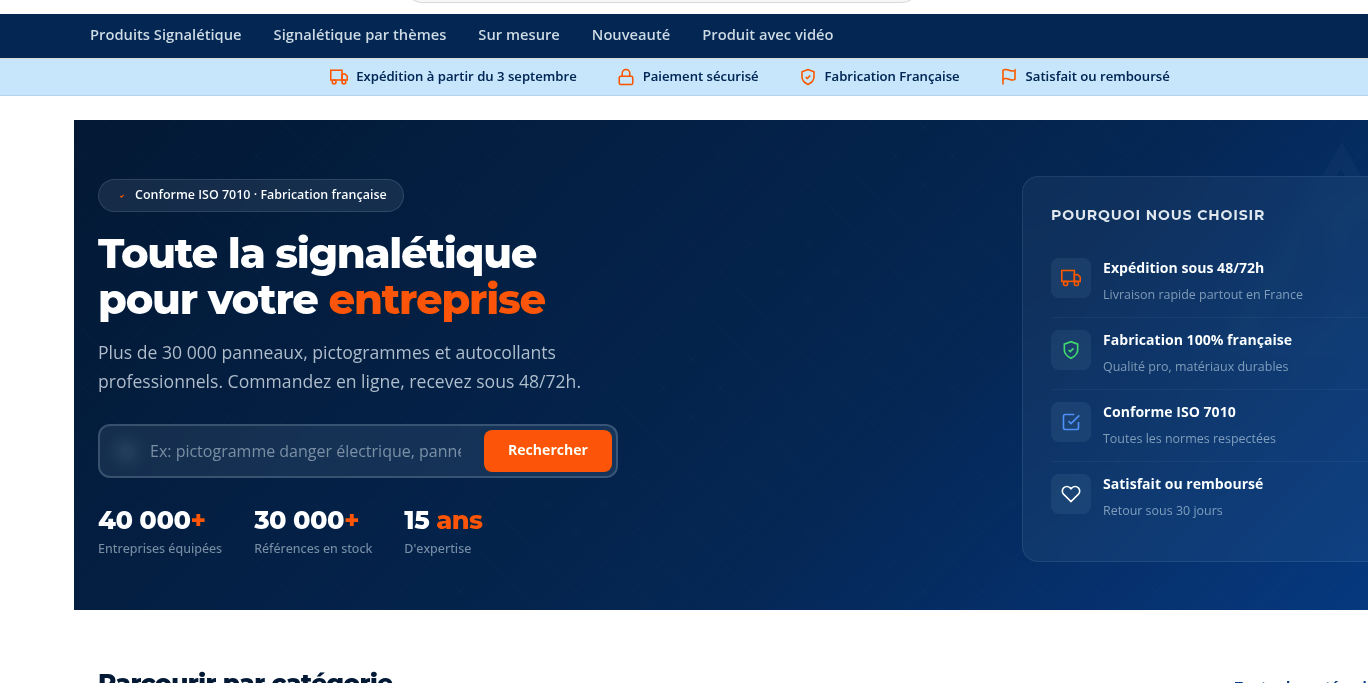 Produits Signalétique
Signalétique par thèmes
Sur mesure
Nouveauté
Produit avec vidéo
Expédition à partir du 3 septembre
Paiement sécurisé
Fabrication Française
Satisfait ou remboursé
Conforme ISO 7010 · Fabrication française
Toute la signalétique
pour votre entreprise
Plus de 30 000 panneaux, pictogrammes et autocollants
professionnels. Commandez en ligne, recevez sous 48/72h.
Ex: pictogramme danger électrique, panne
Rechercher
40 000+
Entreprises équipées
30 000+
Références en stock
15 ans
D'expertise
POURQUOI NOUS CHOISIR
Expédition sous 48/72h
Livraison rapide partout en France
Fabrication 100% française
Qualité pro, matériaux durables
Conforme ISO 7010
Toutes les normes respectées
Satisfait ou remboursé
Retour sous 30 jours
Parcourir par catégorie